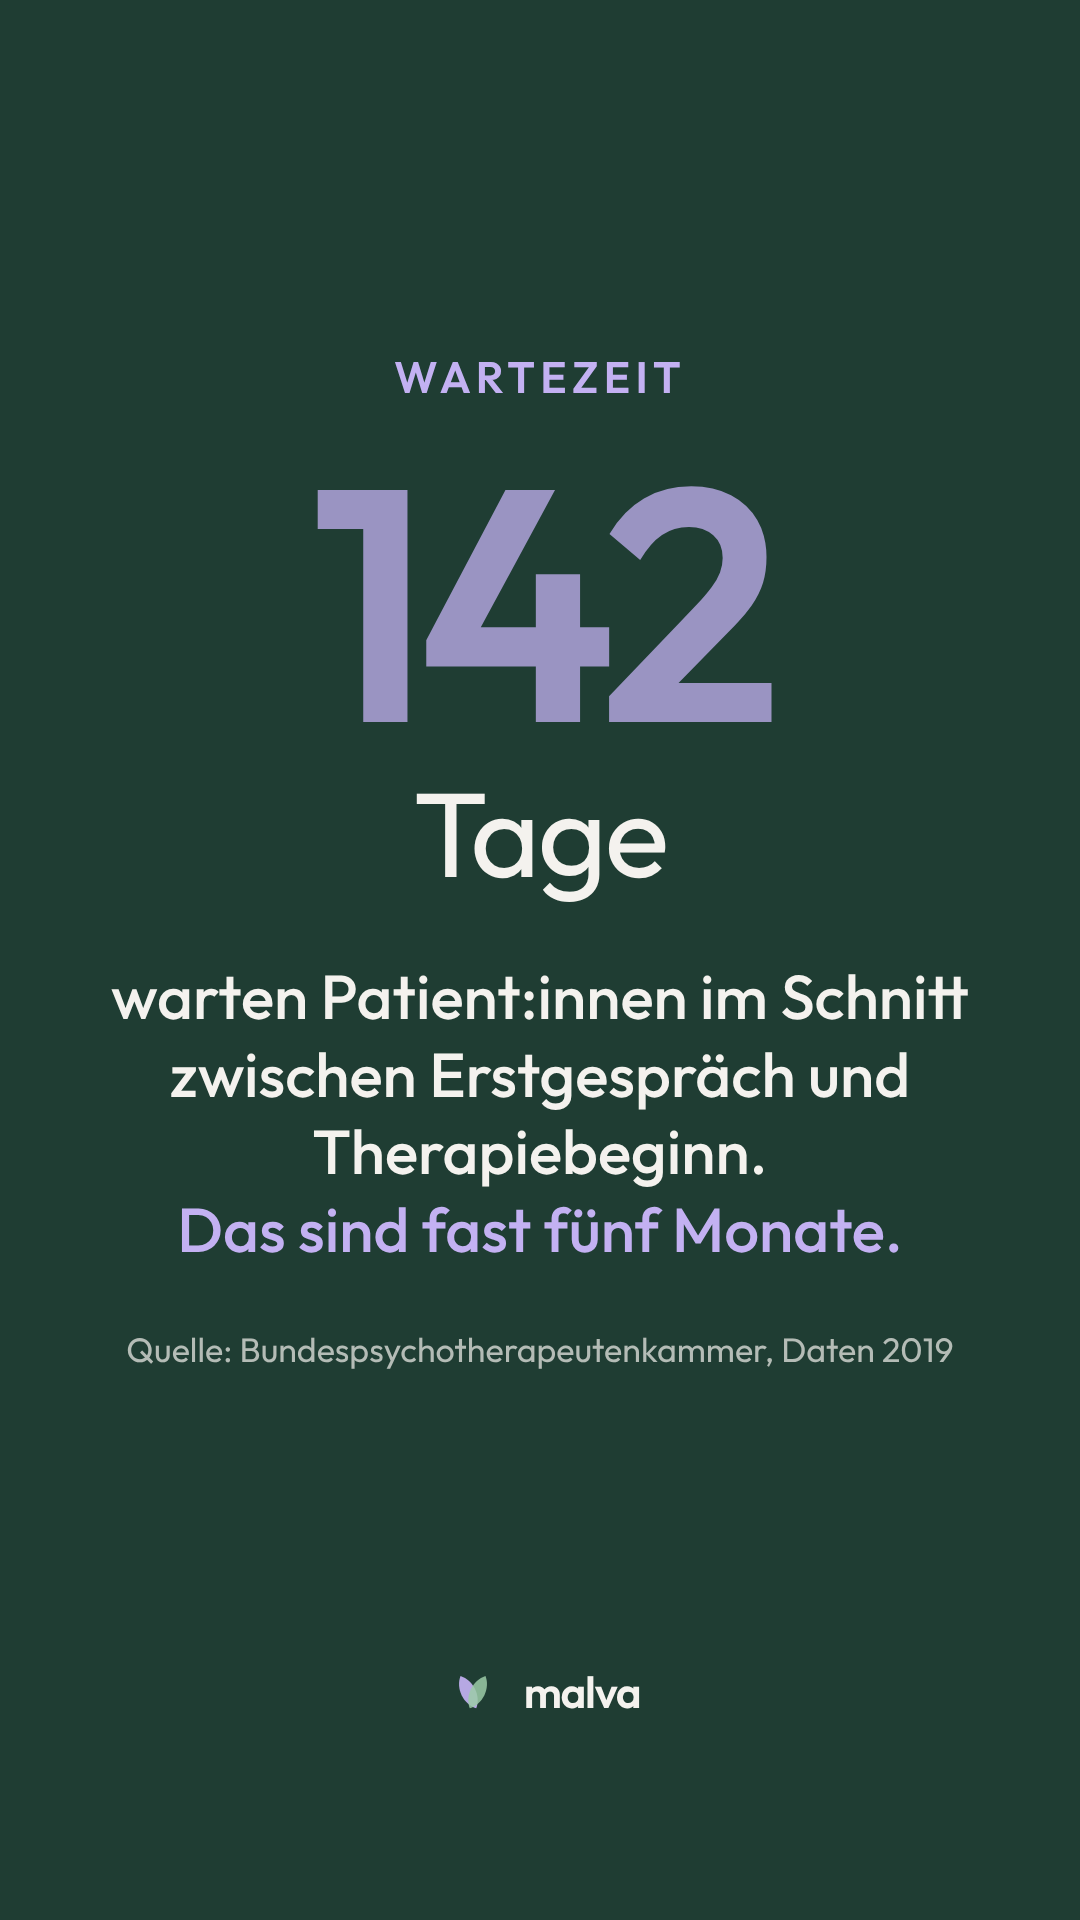 WARTEZEIT
142
Tage
warten Patient:innen im Schnitt
zwischen Erstgespräch und
Therapiebeginn.
Das sind fast fünf Monate.
Quelle: Bundespsychotherapeutenkammer, Daten 2019
malva